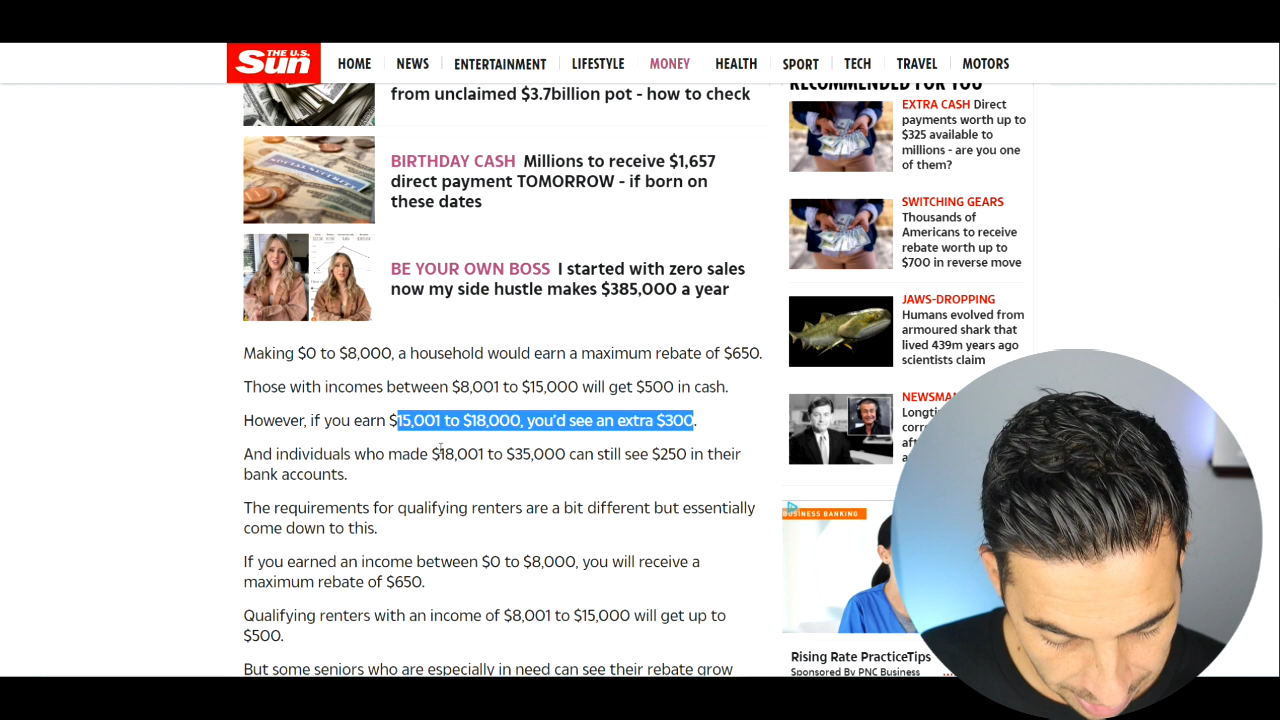 THE U.S. Sun
HOME NEWS ENTERTAINMENT LIFESTYLE MONEY HEALTH SPORT TECH TRAVEL MOTORS
from unclaimed $3.7billion pot - how to check
BIRTHDAY CASH Millions to receive $1,657
direct payment TOMORROW - if born on
these dates
BE YOUR OWN BOSS I started with zero sales
now my side hustle makes $385,000 a year
Making $0 to $8,000, a household would earn a maximum rebate of $650.
Those with incomes between $8,001 to $15,000 will get $500 in cash.
However, if you earn $15,001 to $18,000, you'd see an extra $300.
And individuals who made $18,001 to $35,000 can still see $250 in their
bank accounts.
The requirements for qualifying renters are a bit different but essentially
come down to this.
If you earned an income between $0 to $8,000, you will receive a
maximum rebate of $650.
Qualifying renters with an income of $8,001 to $15,000 will get up to
$500.
But some seniors who are especially in need can see their rebate grow
RECOMMENDED FOR YOU
EXTRA CASH Direct
payments worth up to
$325 available to
millions - are you one
of them?
SWITCHING GEARS
Thousands of
Americans to receive
rebate worth up to
$700 in reverse move
JAWS-DROPPING
Humans evolved from
armoured shark that
lived 439m years ago
scientists claim
NEWSMA
Longti
corr
aft
a
BUSINESS BANKING
Rising Rate PracticeTips
Sponsored By PNC Business
SOCIAL SECURITY